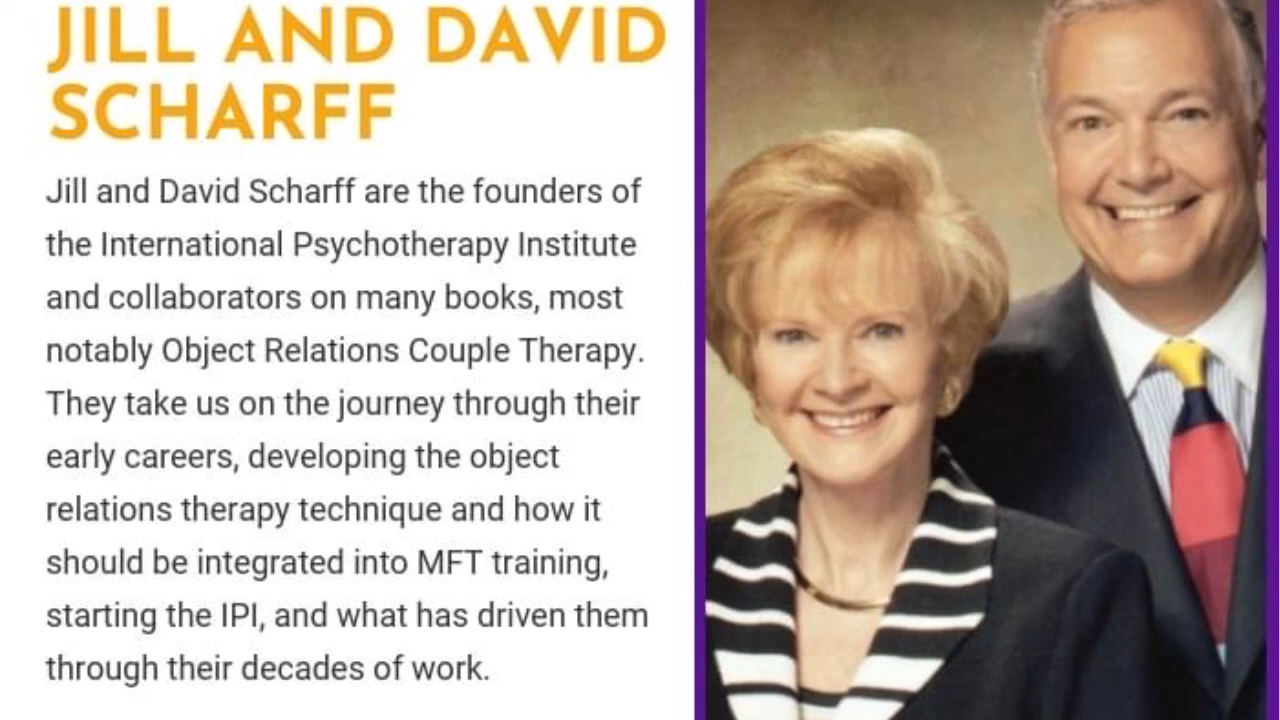 JILL AND DAVID
SCHARFF
Jill and David Scharff are the founders of
the International Psychotherapy Institute
and collaborators on many books, most
notably Object Relations Couple Therapy.
They take us on the journey through their
early careers, developing the object
relations therapy technique and how it
should be integrated into MFT training,
starting the IPI, and what has driven them
through their decades of work.